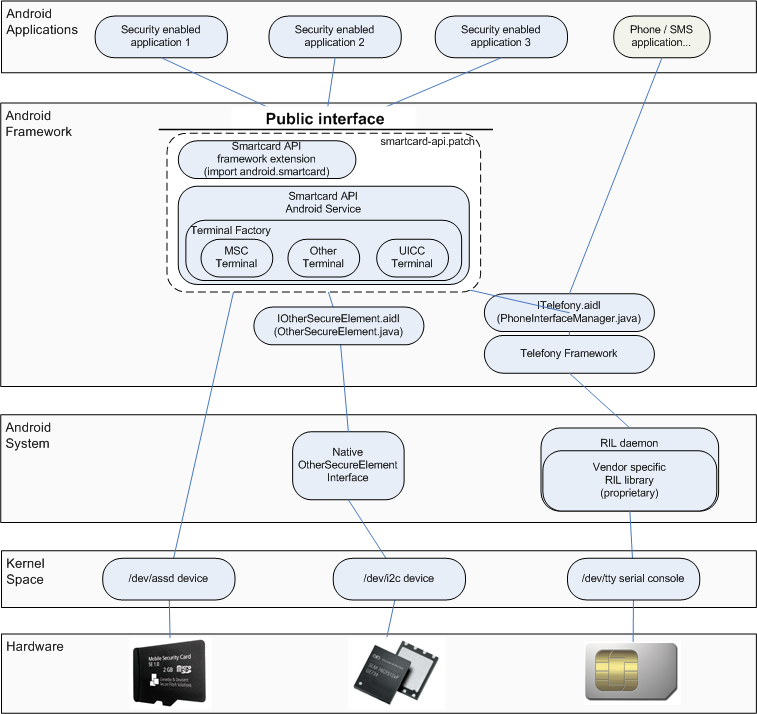 Android
Applications
Security enabled
application 1
Security enabled
application 2
Security enabled
application 3
Phone / SMS
application...
Android
Framework
Public interface
smartcard-api.patch
Smartcard API
framework extension
(import android.smartcard)
Smartcard API
Android Service
Terminal Factory
MSC
Terminal
Other
Terminal
UICC
Terminal
IOtherSecureElement.aidl
(OtherSecureElement.java)
ITelefony.aidl
(PhoneInterfaceManager.java)
Telefony Framework
Android
System
Native
OtherSecureElement
Interface
RIL daemon
Vendor specific
RIL library
(proprietary)
Kernel
Space
/dev/assd device
/dev/i2c device
/dev/tty serial console
Hardware
Mobile Security Card
SE 1.0
2 GB